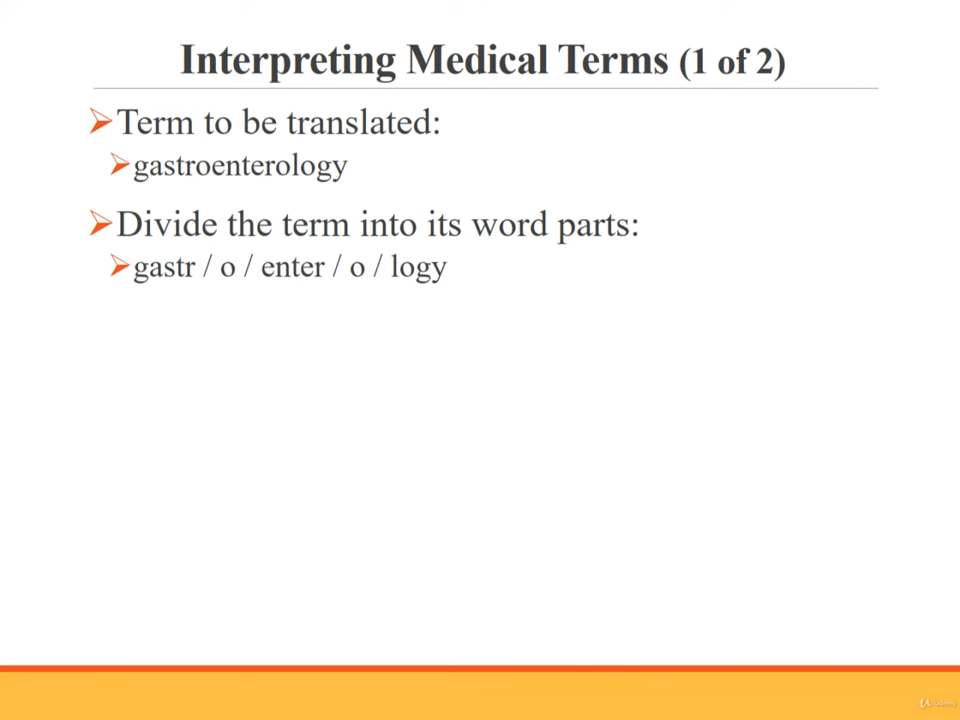 Interpreting Medical Terms (1 of 2)
Term to be translated:
gastroenterology
Divide the term into its word parts:
gastr / o / enter / o / logy
Udemy